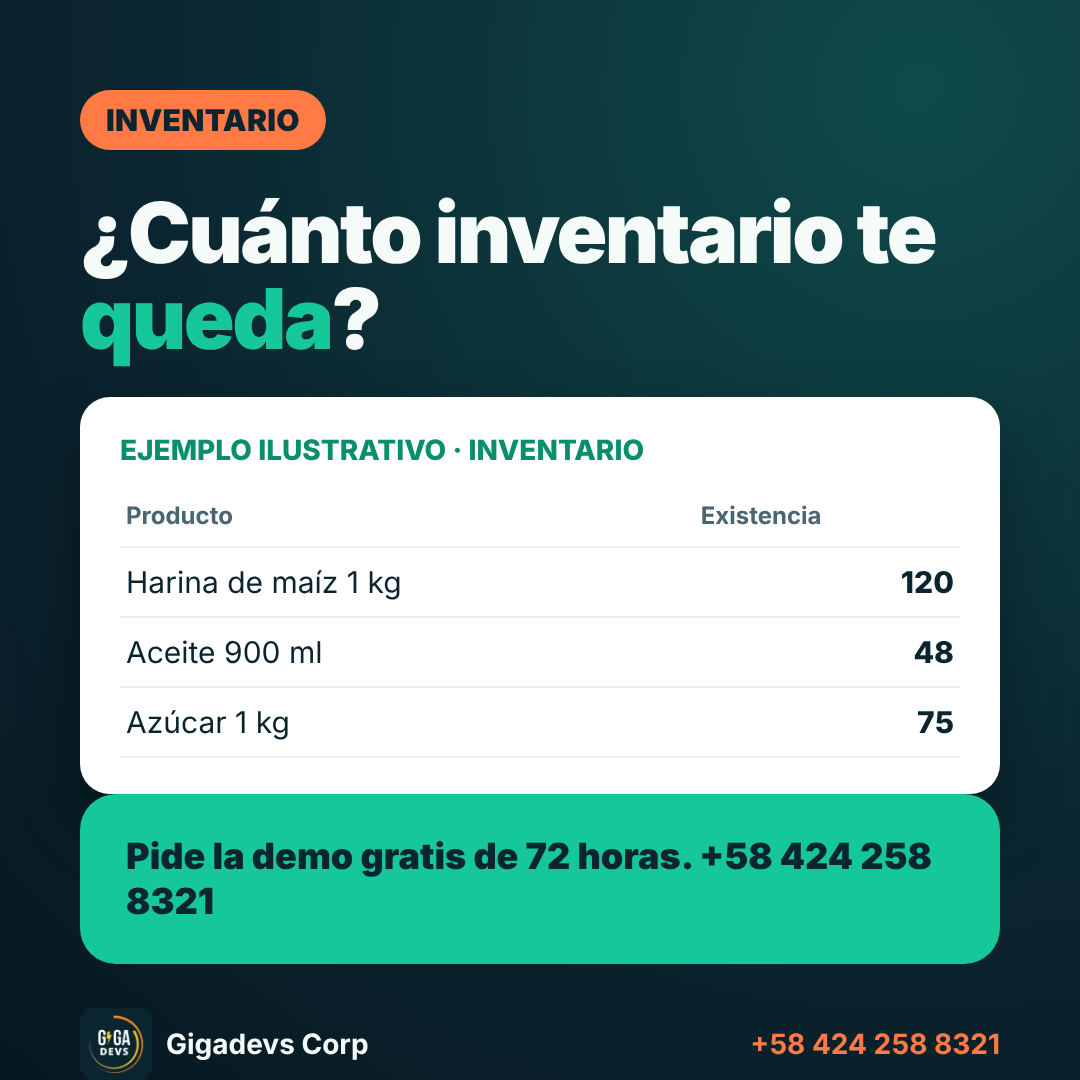 INVENTARIO
¿Cuánto inventario te
queda?
EJEMPLO ILUSTRATIVO · INVENTARIO
Producto Existencia
Harina de maíz 1 kg 120
Aceite 900 ml 48
Azúcar 1 kg 75
Pide la demo gratis de 72 horas. +58 424 258
8321
GIGA
DEVS
Gigadevs Corp +58 424 258 8321